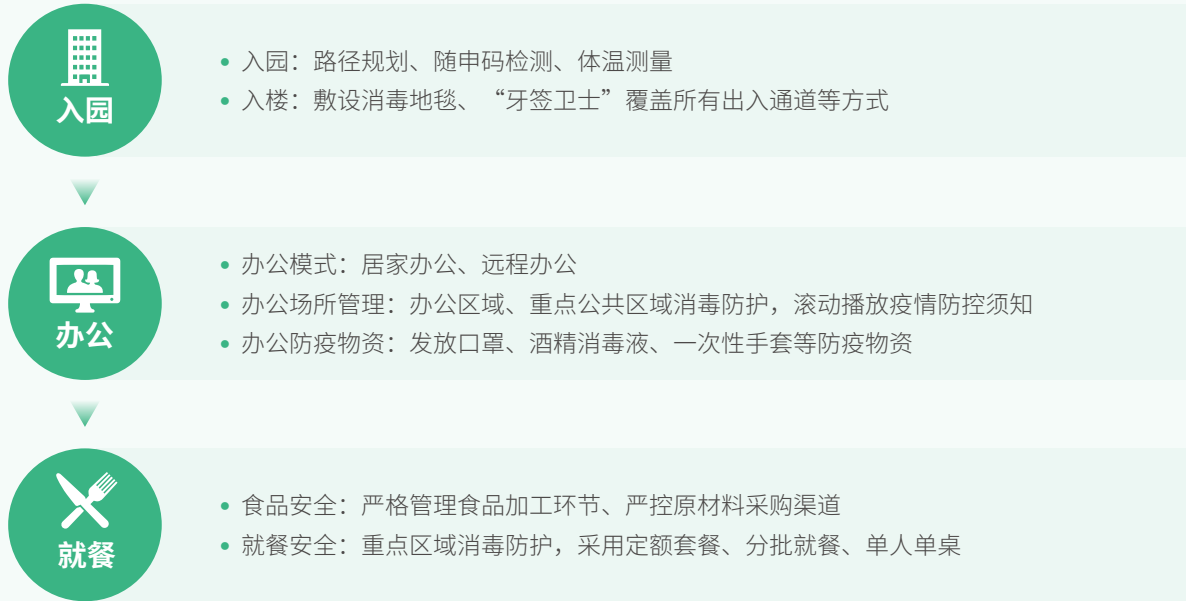 入园
• 入园：路径规划、随申码检测、体温测量
• 入楼：敷设消毒地毯、“牙签卫士”覆盖所有出入通道等方式
办公
• 办公模式：居家办公、远程办公
• 办公场所管理：办公区域、重点公共区域消毒防护，滚动播放疫情防控须知
• 办公防疫物资：发放口罩、酒精消毒液、一次性手套等防疫物资
就餐
• 食品安全：严格管理食品加工环节、严控原材料采购渠道
• 就餐安全：重点区域消毒防护，采用定额套餐、分批就餐、单人单桌